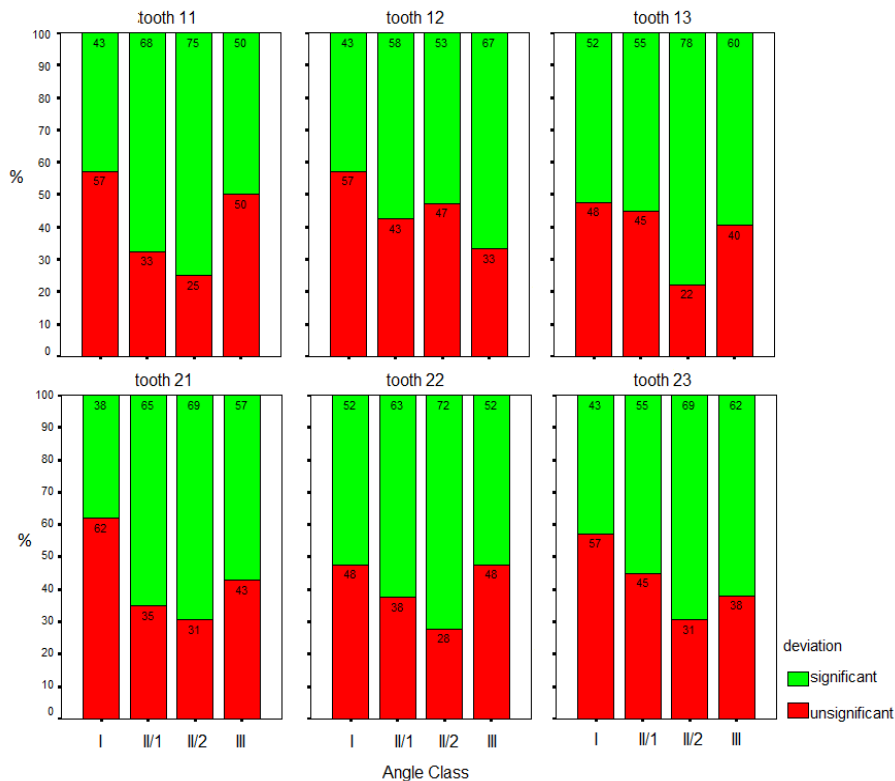 tooth 11 tooth 12 tooth 13
100 43 68 75 50 43 58 53 67 52 55 78 60
90
80
70
60
% 57 57
50 50 47 48 45
40 43 40
30 33 33
20 25 22
10
0
tooth 21 tooth 22 tooth 23
100 38 65 69 57 52 63 72 52 43 55 69 62
90
80
70
60 62
% 57
50 48 48
40 43 38 45 38
30 35 31 28 31
20
10
0
deviation
significant
unsignificant
I II/1 II/2 III I II/1 II/2 III I II/1 II/2 III
Angle Class